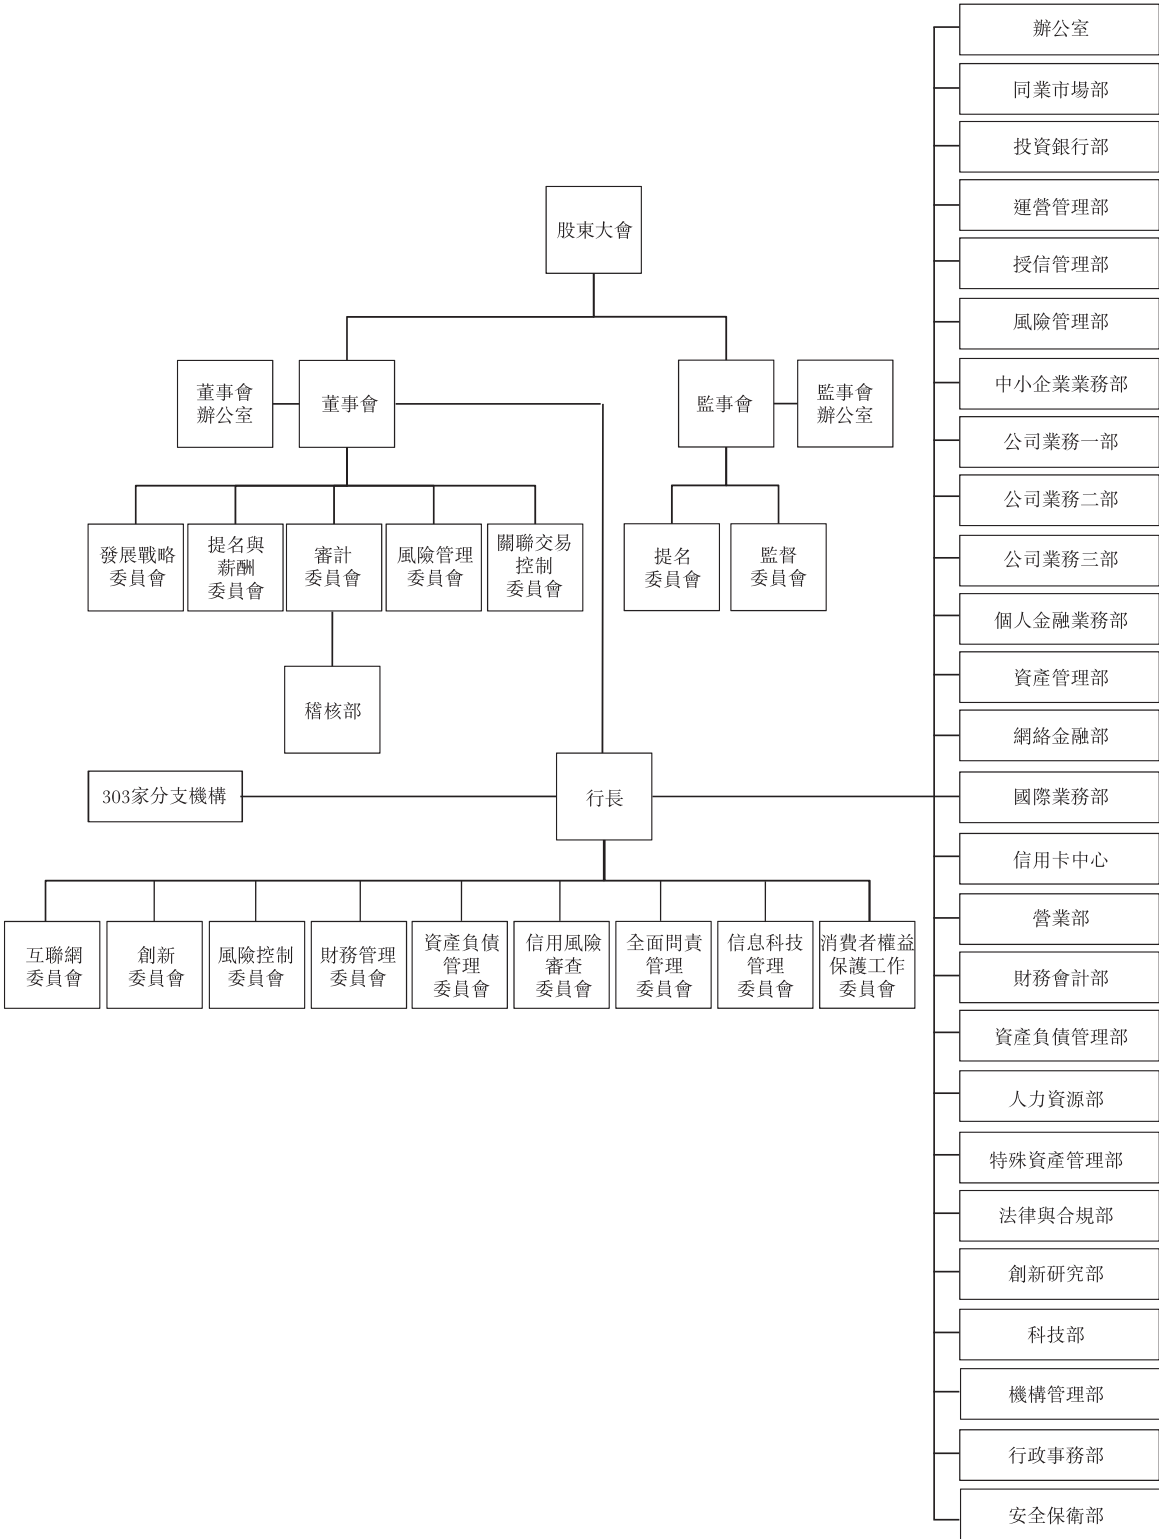 股東大會
董事會
辦公室
董事會
監事會
監事會
辦公室
發展戰略
委員會
提名與
薪酬
委員會
審計
委員會
風險管理
委員會
關聯交易
控制
委員會
提名
委員會
監督
委員會
稽核部
303家分支機構
行長
互聯網
委員會
創新
委員會
風險控制
委員會
財務管理
委員會
資產負債
管理
委員會
信用風險
審查
委員會
全面問責
管理
委員會
信息科技
管理
委員會
消費者權益
保護工作
委員會
辦公室
同業市場部
投資銀行部
運營管理部
授信管理部
風險管理部
中小企業業務部
公司業務一部
公司業務二部
公司業務三部
個人金融業務部
資產管理部
網絡金融部
國際業務部
信用卡中心
營業部
財務會計部
資產負債管理部
人力資源部
特殊資產管理部
法律與合規部
創新研究部
科技部
機構管理部
行政事務部
安全保衛部